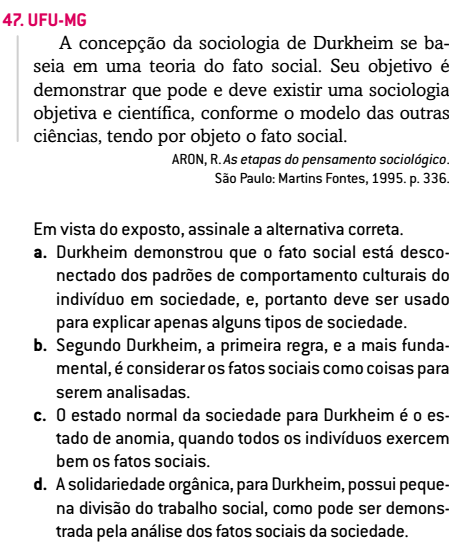 47. UFU-MG
A concepção da sociologia de Durkheim se ba-
seia em uma teoria do fato social. Seu objetivo é
demonstrar que pode e deve existir uma sociologia
objetiva e científica, conforme o modelo das outras
ciências, tendo por objeto o fato social.
ARON, R. As etapas do pensamento sociológico.
São Paulo: Martins Fontes, 1995. p. 336.
Em vista do exposto, assinale a alternativa correta.
a. Durkheim demonstrou que o fato social está desco-
nectado dos padrões de comportamento culturais do
indivíduo em sociedade, e, portanto deve ser usado
para explicar apenas alguns tipos de sociedade.
b. Segundo Durkheim, a primeira regra, e a mais funda-
mental, é considerar os fatos sociais como coisas para
serem analisadas.
c. O estado normal da sociedade para Durkheim é o es-
tado de anomia, quando todos os indivíduos exercem
bem os fatos sociais.
d. A solidariedade orgânica, para Durkheim, possui peque-
na divisão do trabalho social, como pode ser demons-
trada pela análise dos fatos sociais da sociedade.